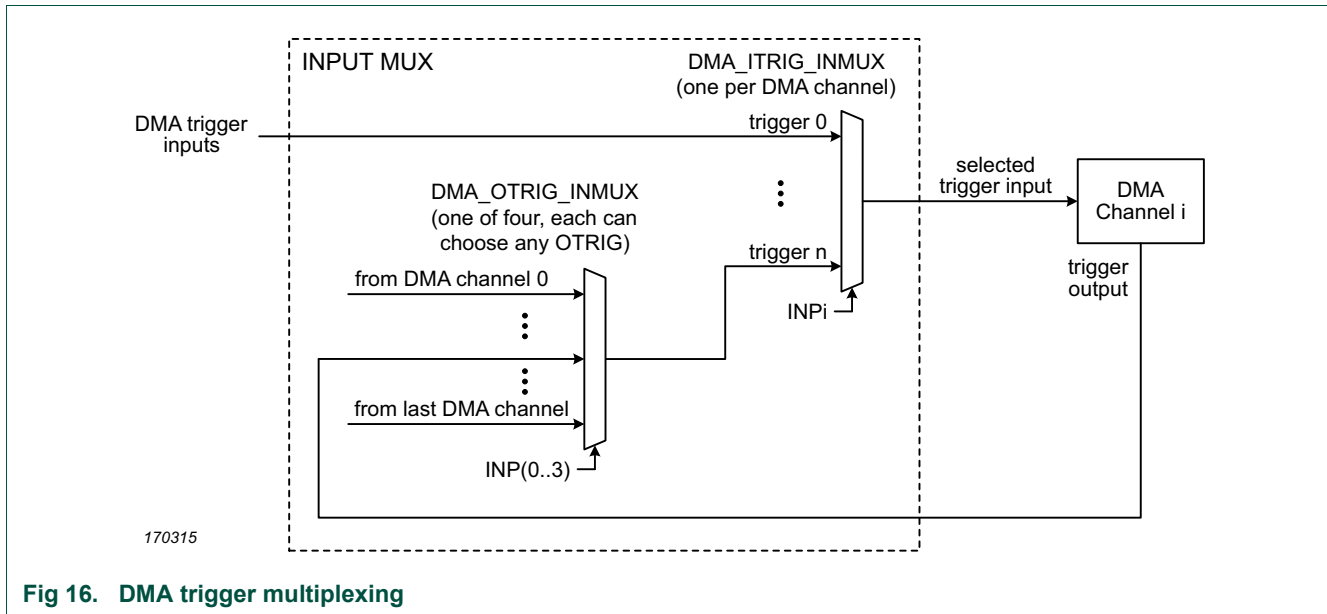 INPUT MUX
DMA_ITRIG_INMUX
(one per DMA channel)
DMA trigger
inputs
trigger 0
selected
trigger input
DMA
Channel i
DMA_OTRIG_INMUX
(one of four, each can
choose any OTRIG)
trigger n
trigger
output
from DMA channel 0
INPi
from last DMA channel
INP(0..3)
170315
Fig 16. DMA trigger multiplexing